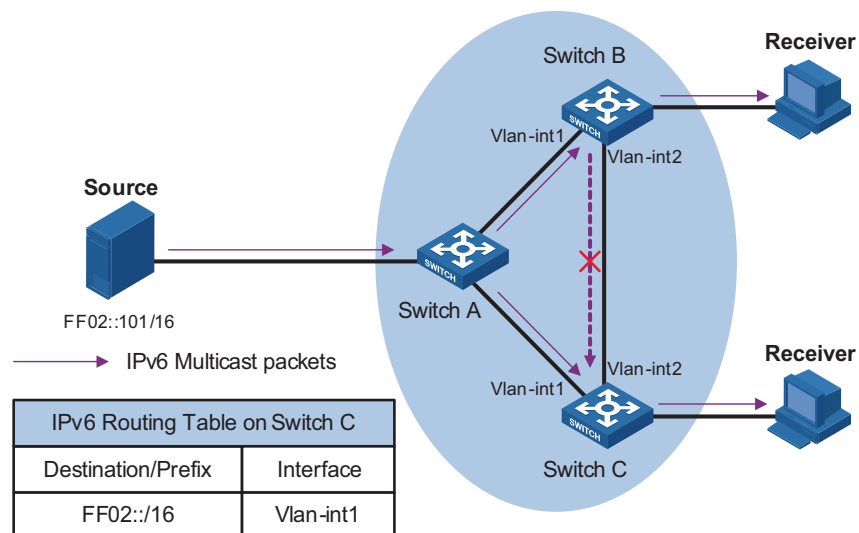 Receiver
Switch B
SWITCH
Vlan-int1
Vlan-int2
Source
SWITCH
Switch A
FF02::101/16
IPv6 Multicast packets
Receiver
Vlan-int2
Vlan-int1
SWITCH
Switch C
IPv6 Routing Table on Switch C
Destination/Prefix Interface
FF02::/16 Vlan-int1